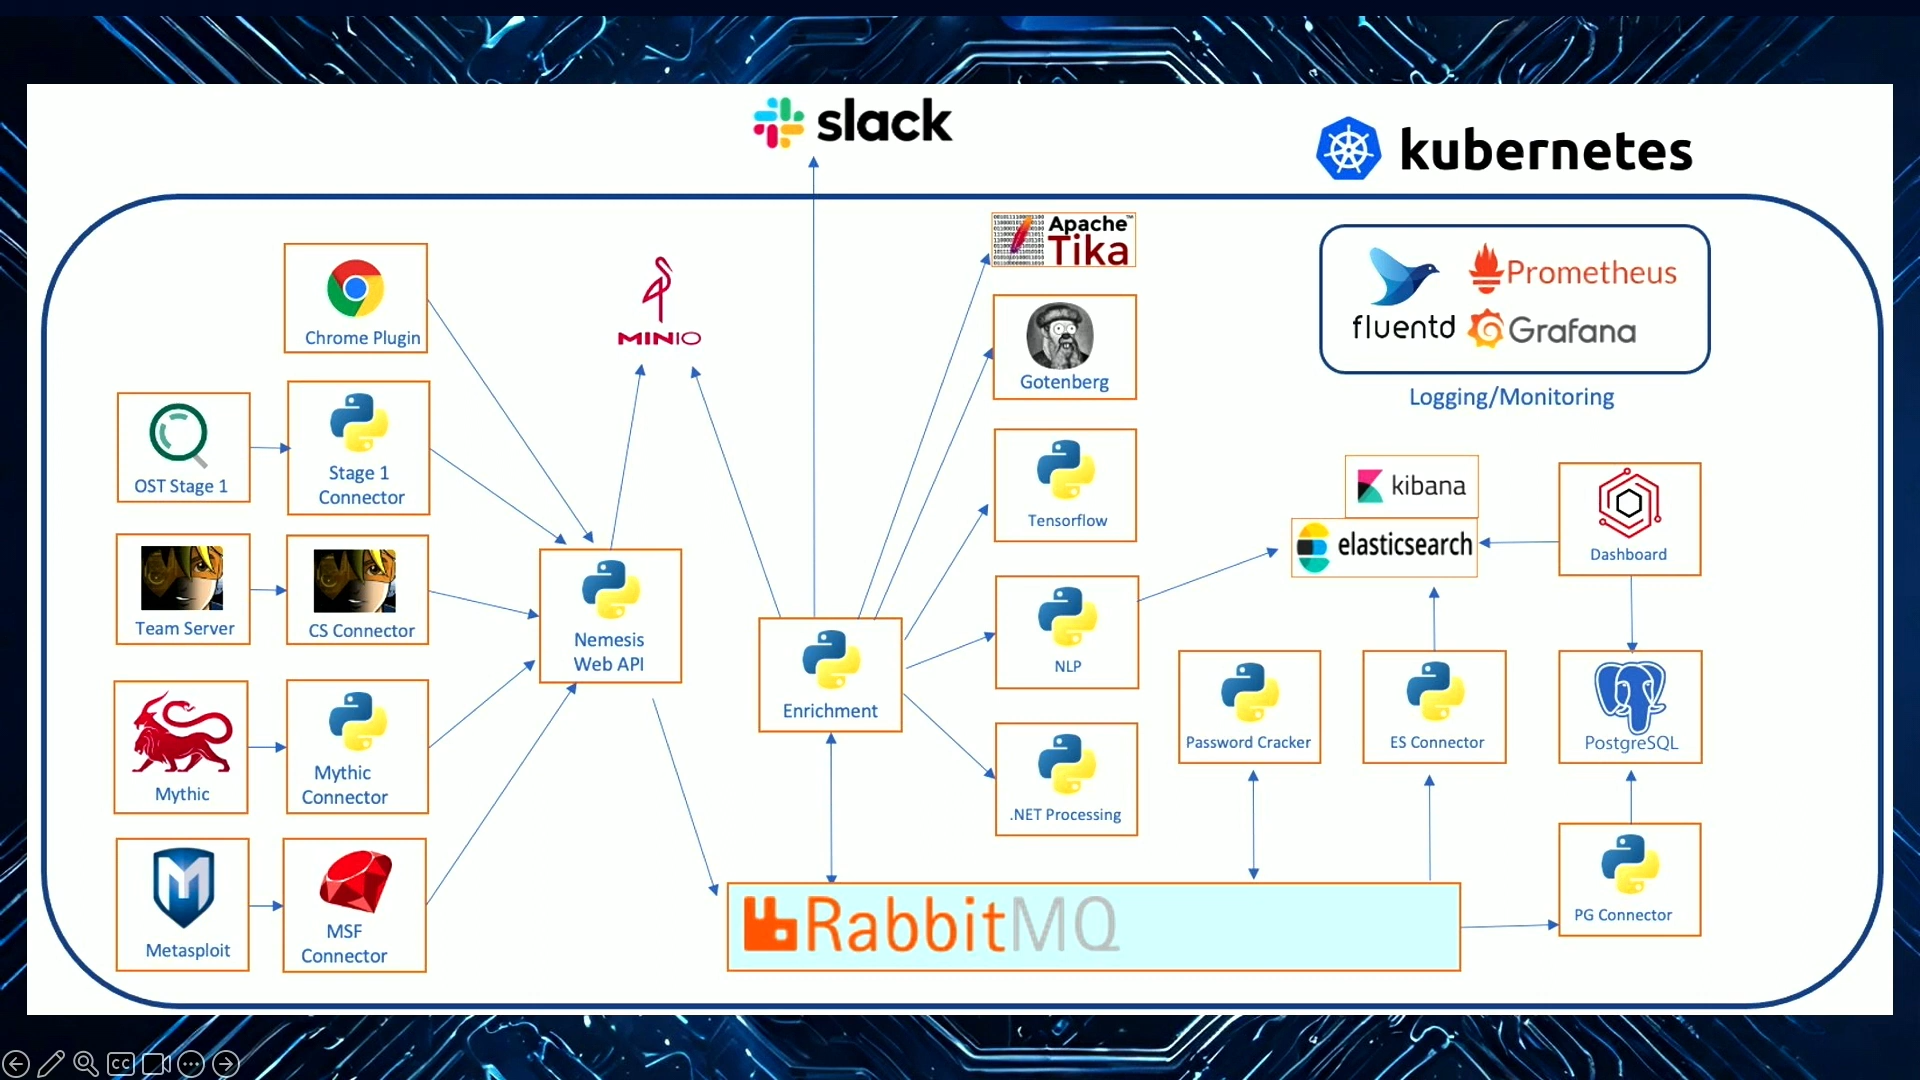 slack
kubernetes
Apache™
Tika
Chrome Plugin
MINIO
Gotenberg
fluentd
Prometheus
Grafana
Logging/Monitoring
OST Stage 1
Stage 1
Connector
Tensorflow
kibana
elasticsearch
Dashboard
Team Server
CS Connector
Nemesis
Web API
NLP
Enrichment
Password Cracker
ES Connector
PostgreSQL
Mythic
Mythic
Connector
.NET Processing
Metasploit
MSF
Connector
RabbitMQ
PG Connector
CC